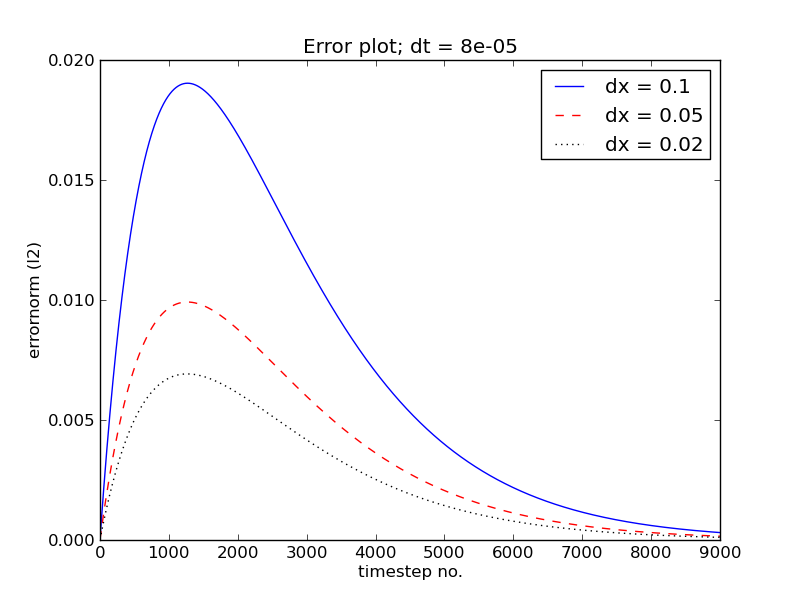 Error plot; dt = 8e-05
dx = 0.1
dx = 0.05
dx = 0.02
errornorm (l2)
0.020
0.015
0.010
0.005
0.000
0 1000 2000 3000 4000 5000 6000 7000 8000 9000
timestep no.